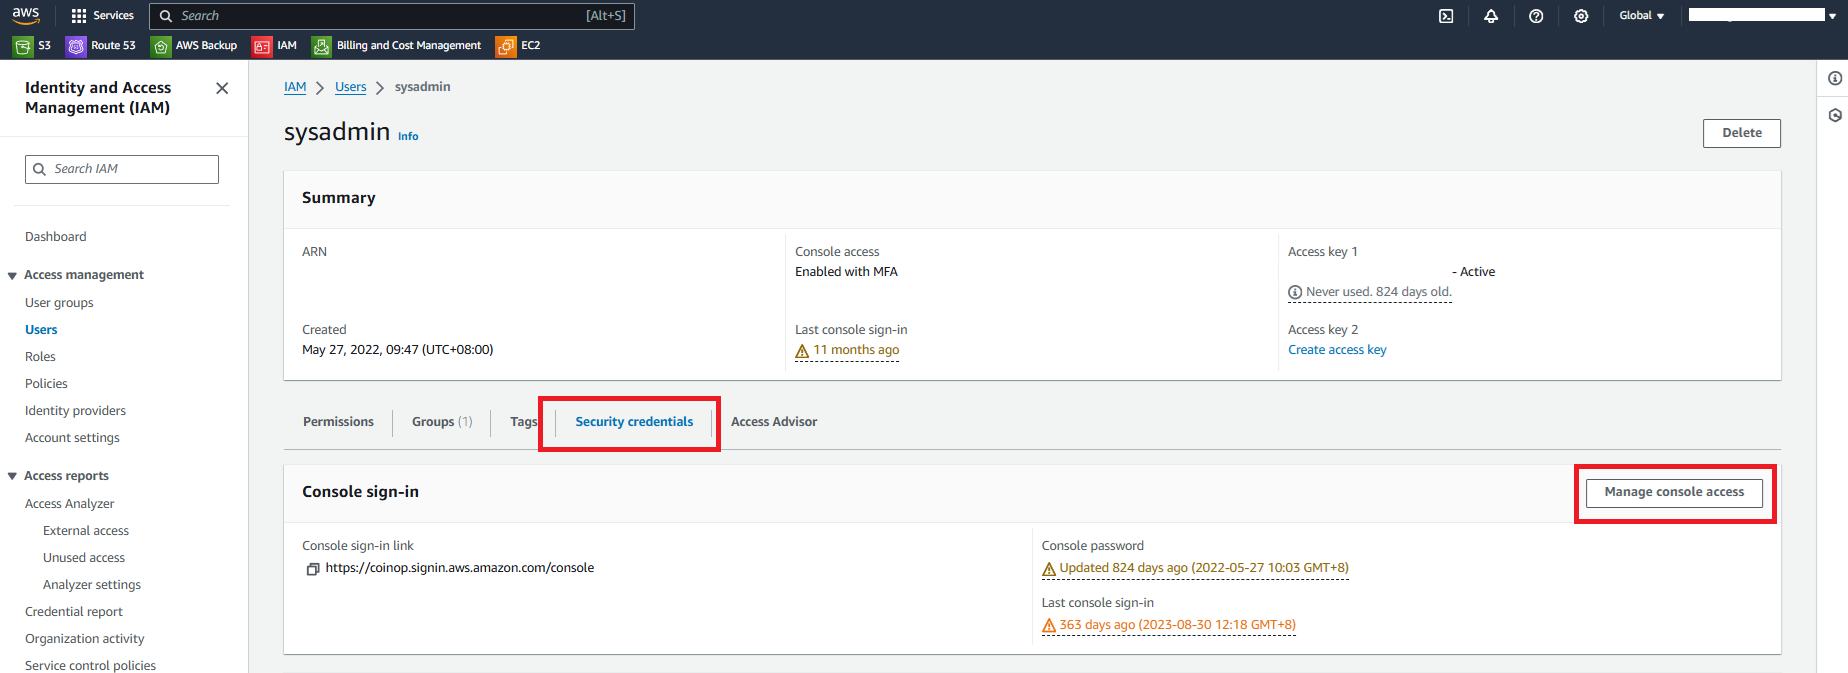 aws
Services
Search
[Alt+S]
Global
S3
Route 53
AWS Backup
IAM
Billing and Cost Management
EC2
Identity and Access
Management (IAM)
Search IAM
Dashboard
Access management
User groups
Users
Roles
Policies
Identity providers
Account settings
Access reports
Access Analyzer
External access
Unused access
Analyzer settings
Credential report
Organization activity
Service control policies
IAM
Users
sysadmin
sysadmin Info
Delete
Summary
ARN
Created
May 27, 2022, 09:47 (UTC+08:00)
Console access
Enabled with MFA
Last console sign-in
11 months ago
Access key 1
- Active
Never used. 824 days old.
Access key 2
Create access key
Permissions
Groups (1)
Tags
Security credentials
Access Advisor
Console sign-in
Manage console access
Console sign-in link
https://coinop.signin.aws.amazon.com/console
Console password
Updated 824 days ago (2022-05-27 10:03 GMT+8)
Last console sign-in
363 days ago (2023-08-30 12:18 GMT+8)